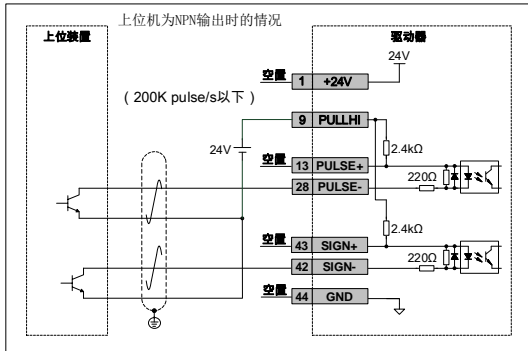 上位机为NPN输出时的情况
上位装置
驱动器
24V
空置 1 +24V
( 200K pulse/s以下 )
9 PULLHI
24V
2.4kΩ
空置 13 PULSE+
220Ω
28 PULSE-
2.4kΩ
空置 43 SIGN+
220Ω
42 SIGN-
空置 44 GND